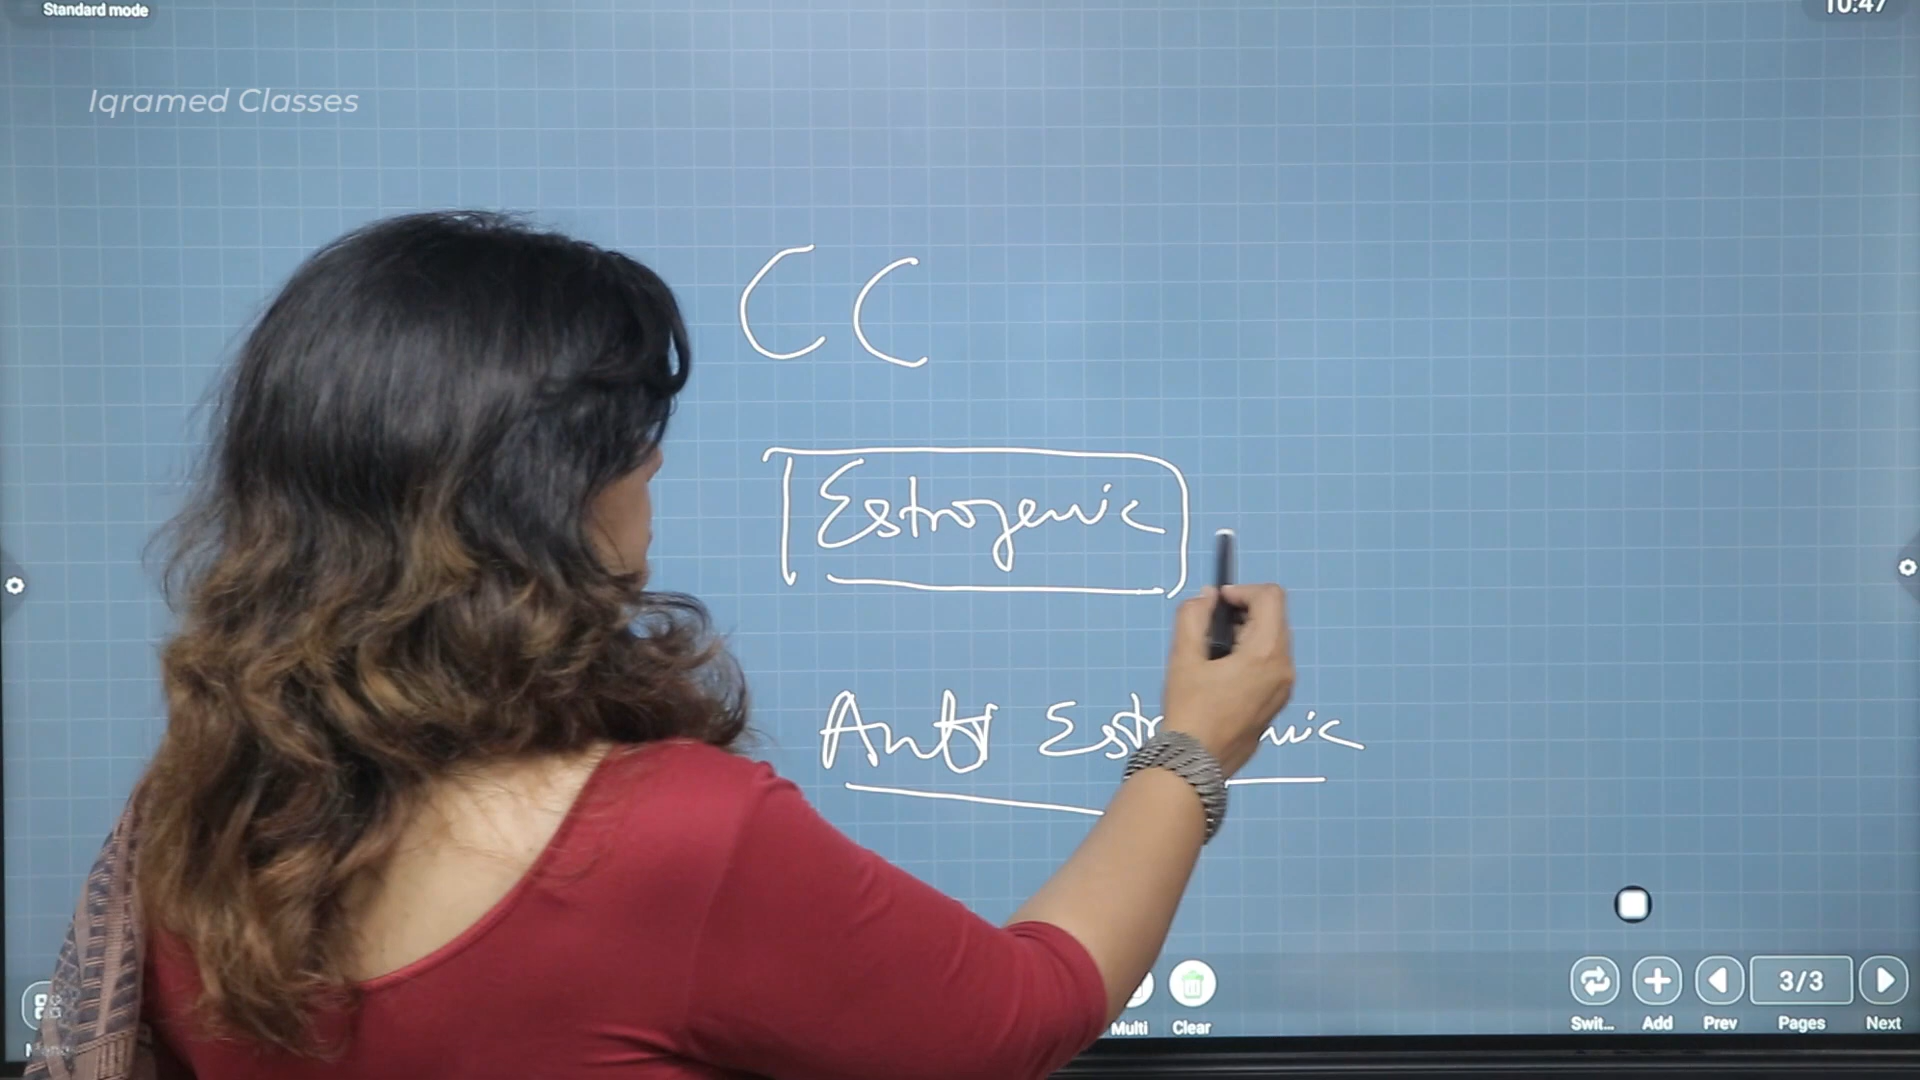 Standard mode
10:47
Iqramed Classes
CC
Estrogenic
Anti
Multi Clear
Swit... Add Prev 3/3 Pages Next